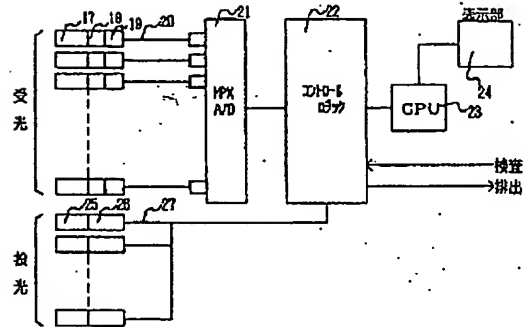 17 18 19 20
21
22
表示部
24
受光
MPX
A/D
コントロール
ロジック
CPU
23
検査
排出
25 26 27
投光